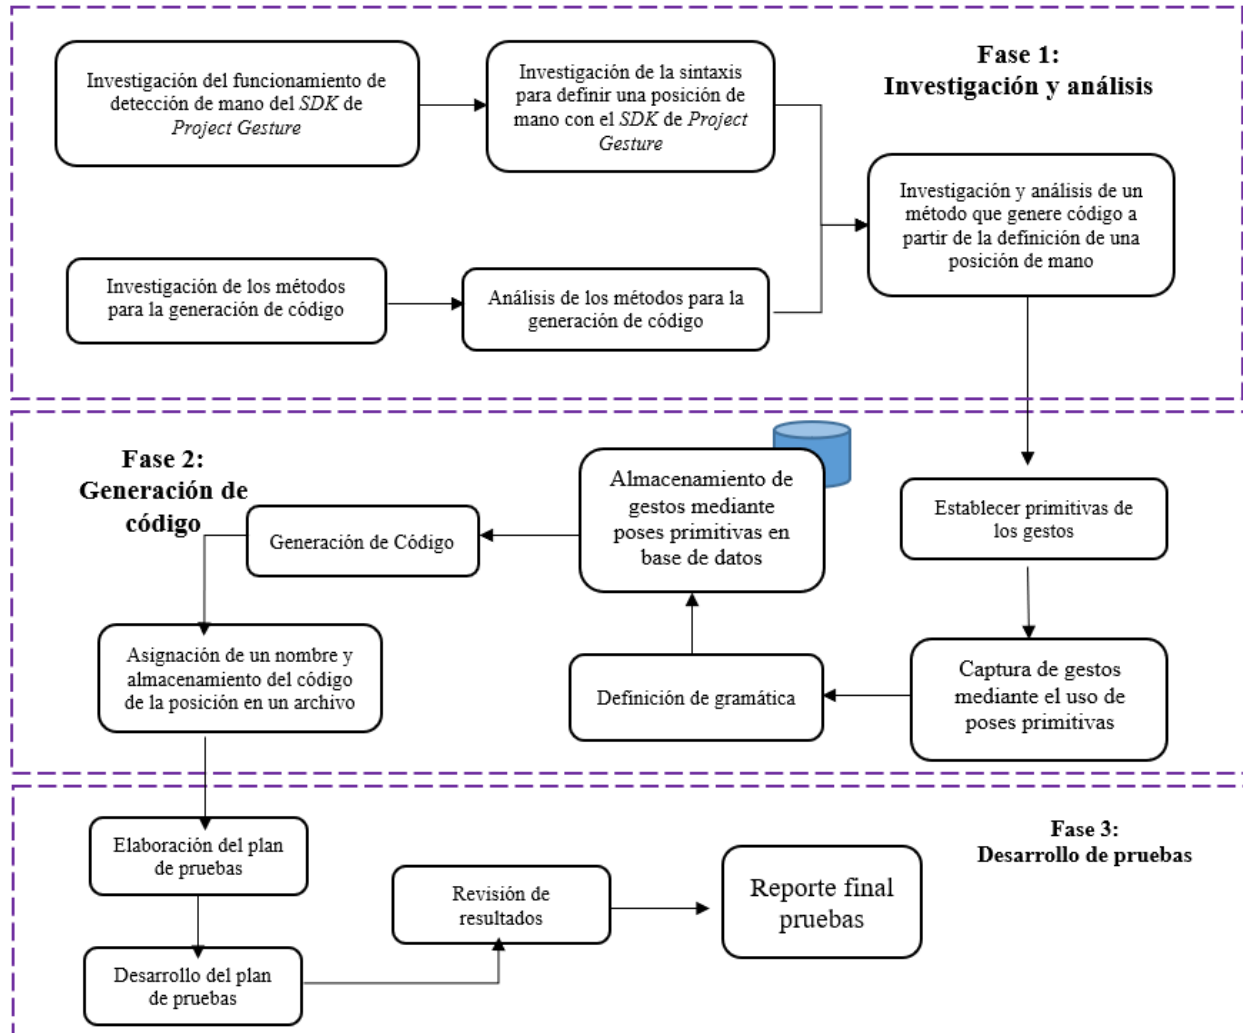 Fase 1:
Investigación y análisis
Investigación del funcionamiento de
detección de mano del SDK de
Project Gesture
Investigación de la sintaxis
para definir una posición de
mano con el SDK de Project
Gesture
Investigación de los métodos
para la generación de código
Análisis de los métodos para la
generación de código
Investigación y análisis de un
método que genere código a
partir de la definición de una
posición de mano
Fase 2:
Generación de
código
Establecer primitivas de
los gestos
Captura de gestos
mediante el uso de
poses primitivas
Definición de gramática
Almacenamiento de
gestos mediante
poses primitivas en
base de datos
Generación de Código
Asignación de un nombre y
almacenamiento del código
de la posición en un archivo
Fase 3:
Desarrollo de pruebas
Elaboración del plan
de pruebas
Desarrollo del plan
de pruebas
Revisión de
resultados
Reporte final
pruebas